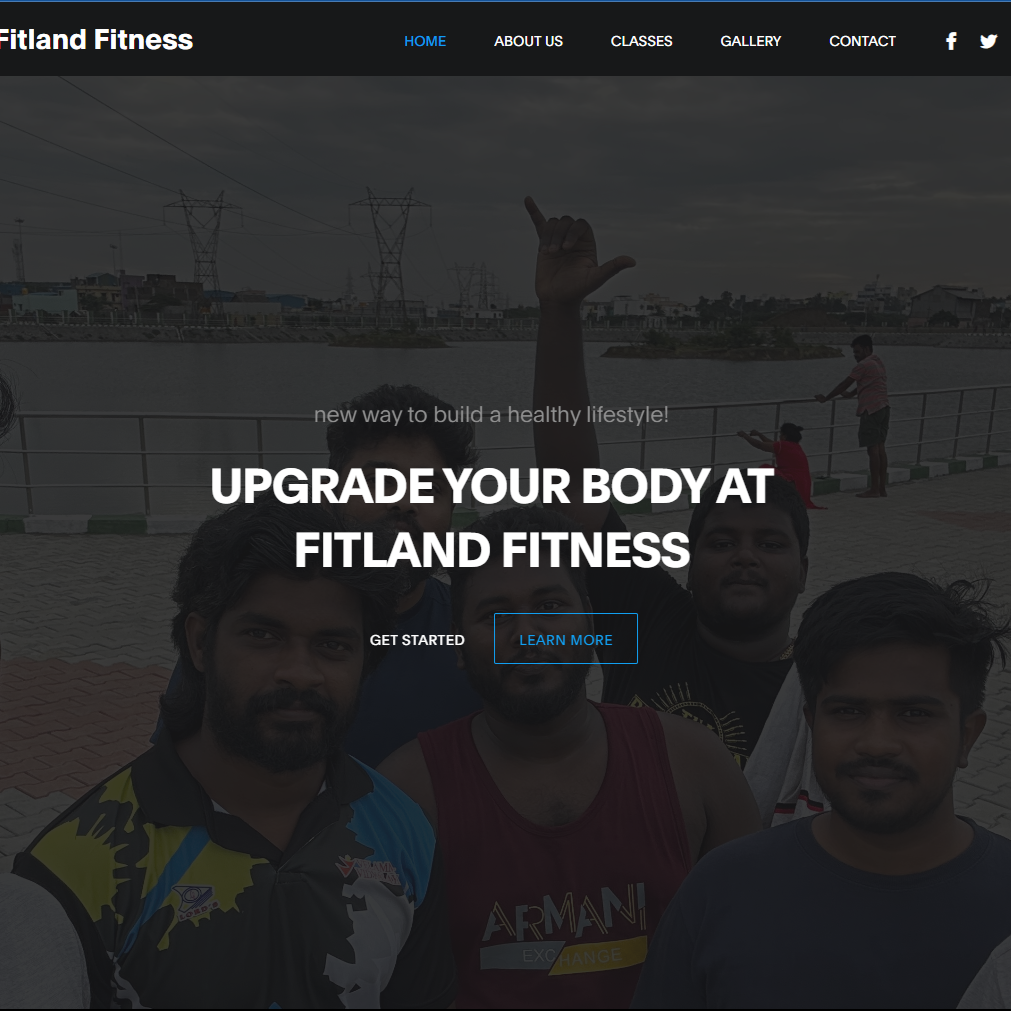 Fitland Fitness
HOME ABOUT US CLASSES GALLERY CONTACT
new way to build a healthy lifestyle!
UPGRADE YOUR BODY AT
FITLAND FITNESS
GET STARTED LEARN MORE
LORD'S
ARMANI
EXCHANGE